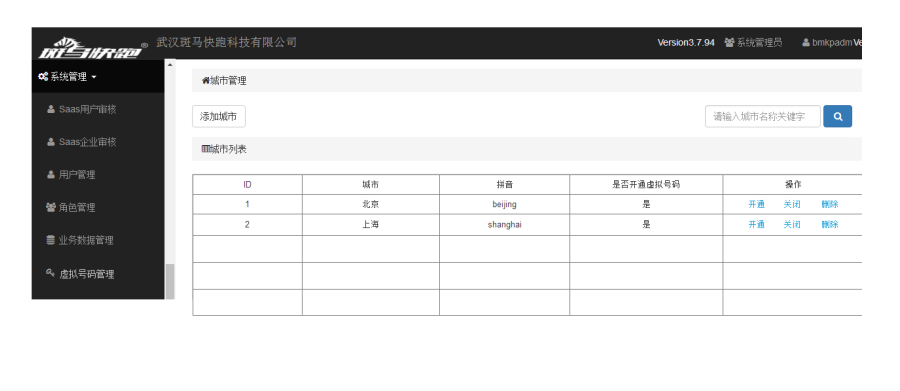 斑马快跑® 武汉斑马快跑科技有限公司 Version3.7.94 系统管理员 bmkpadm Ve
系统管理
Saas用户审核
Saas企业审核
用户管理
角色管理
业务数据管理
虚拟号码管理
城市管理
添加城市 请输入城市名称关键字
城市列表
ID 城市 拼音 是否开通虚拟号码 操作
1 北京 beijing 是 开通 关闭 删除
2 上海 shanghai 是 开通 关闭 删除